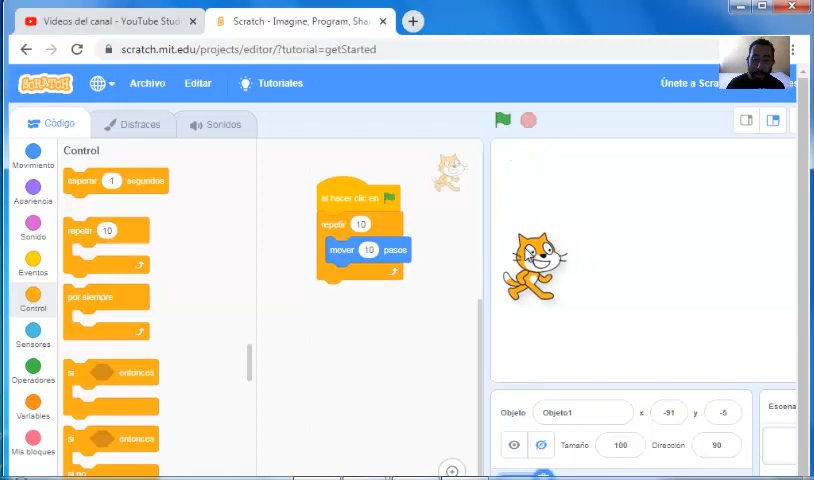 Videos del canal - YouTube Stud
Scratch - Imagine, Program, Sha
scratch.mit.edu/projects/editor/?tutorial=getStarted
SCRATCH
Archivo
Editar
Tutoriales
Únete a Scra
Código
Disfraces
Sonidos
Movimiento
Apariencia
Sonido
Eventos
Control
Sensores
Operadores
Variables
Mis bloques
Control
esperar 1 segundos
repetir 10
por siempre
si entonces
si entonces
si no
al hacer clic en
repetir 10
mover 10 pasos
Objeto
Objeto1
x
-91
y
-5
Tamaño
100
Dirección
90
Escena